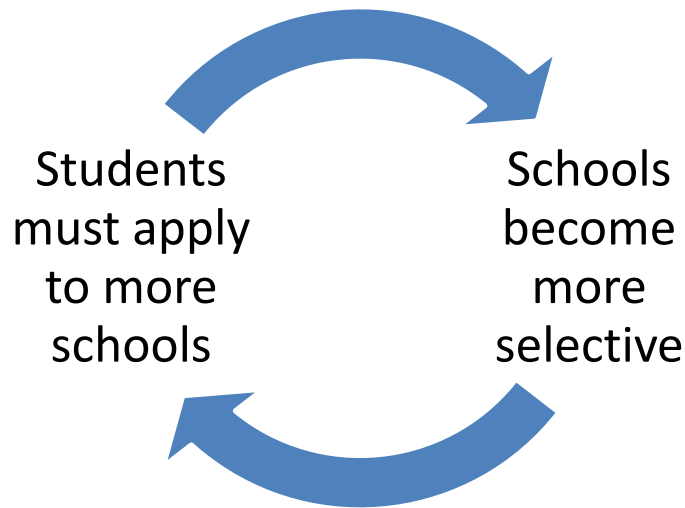 Students
must apply
to more
schools
Schools
become
more
selective